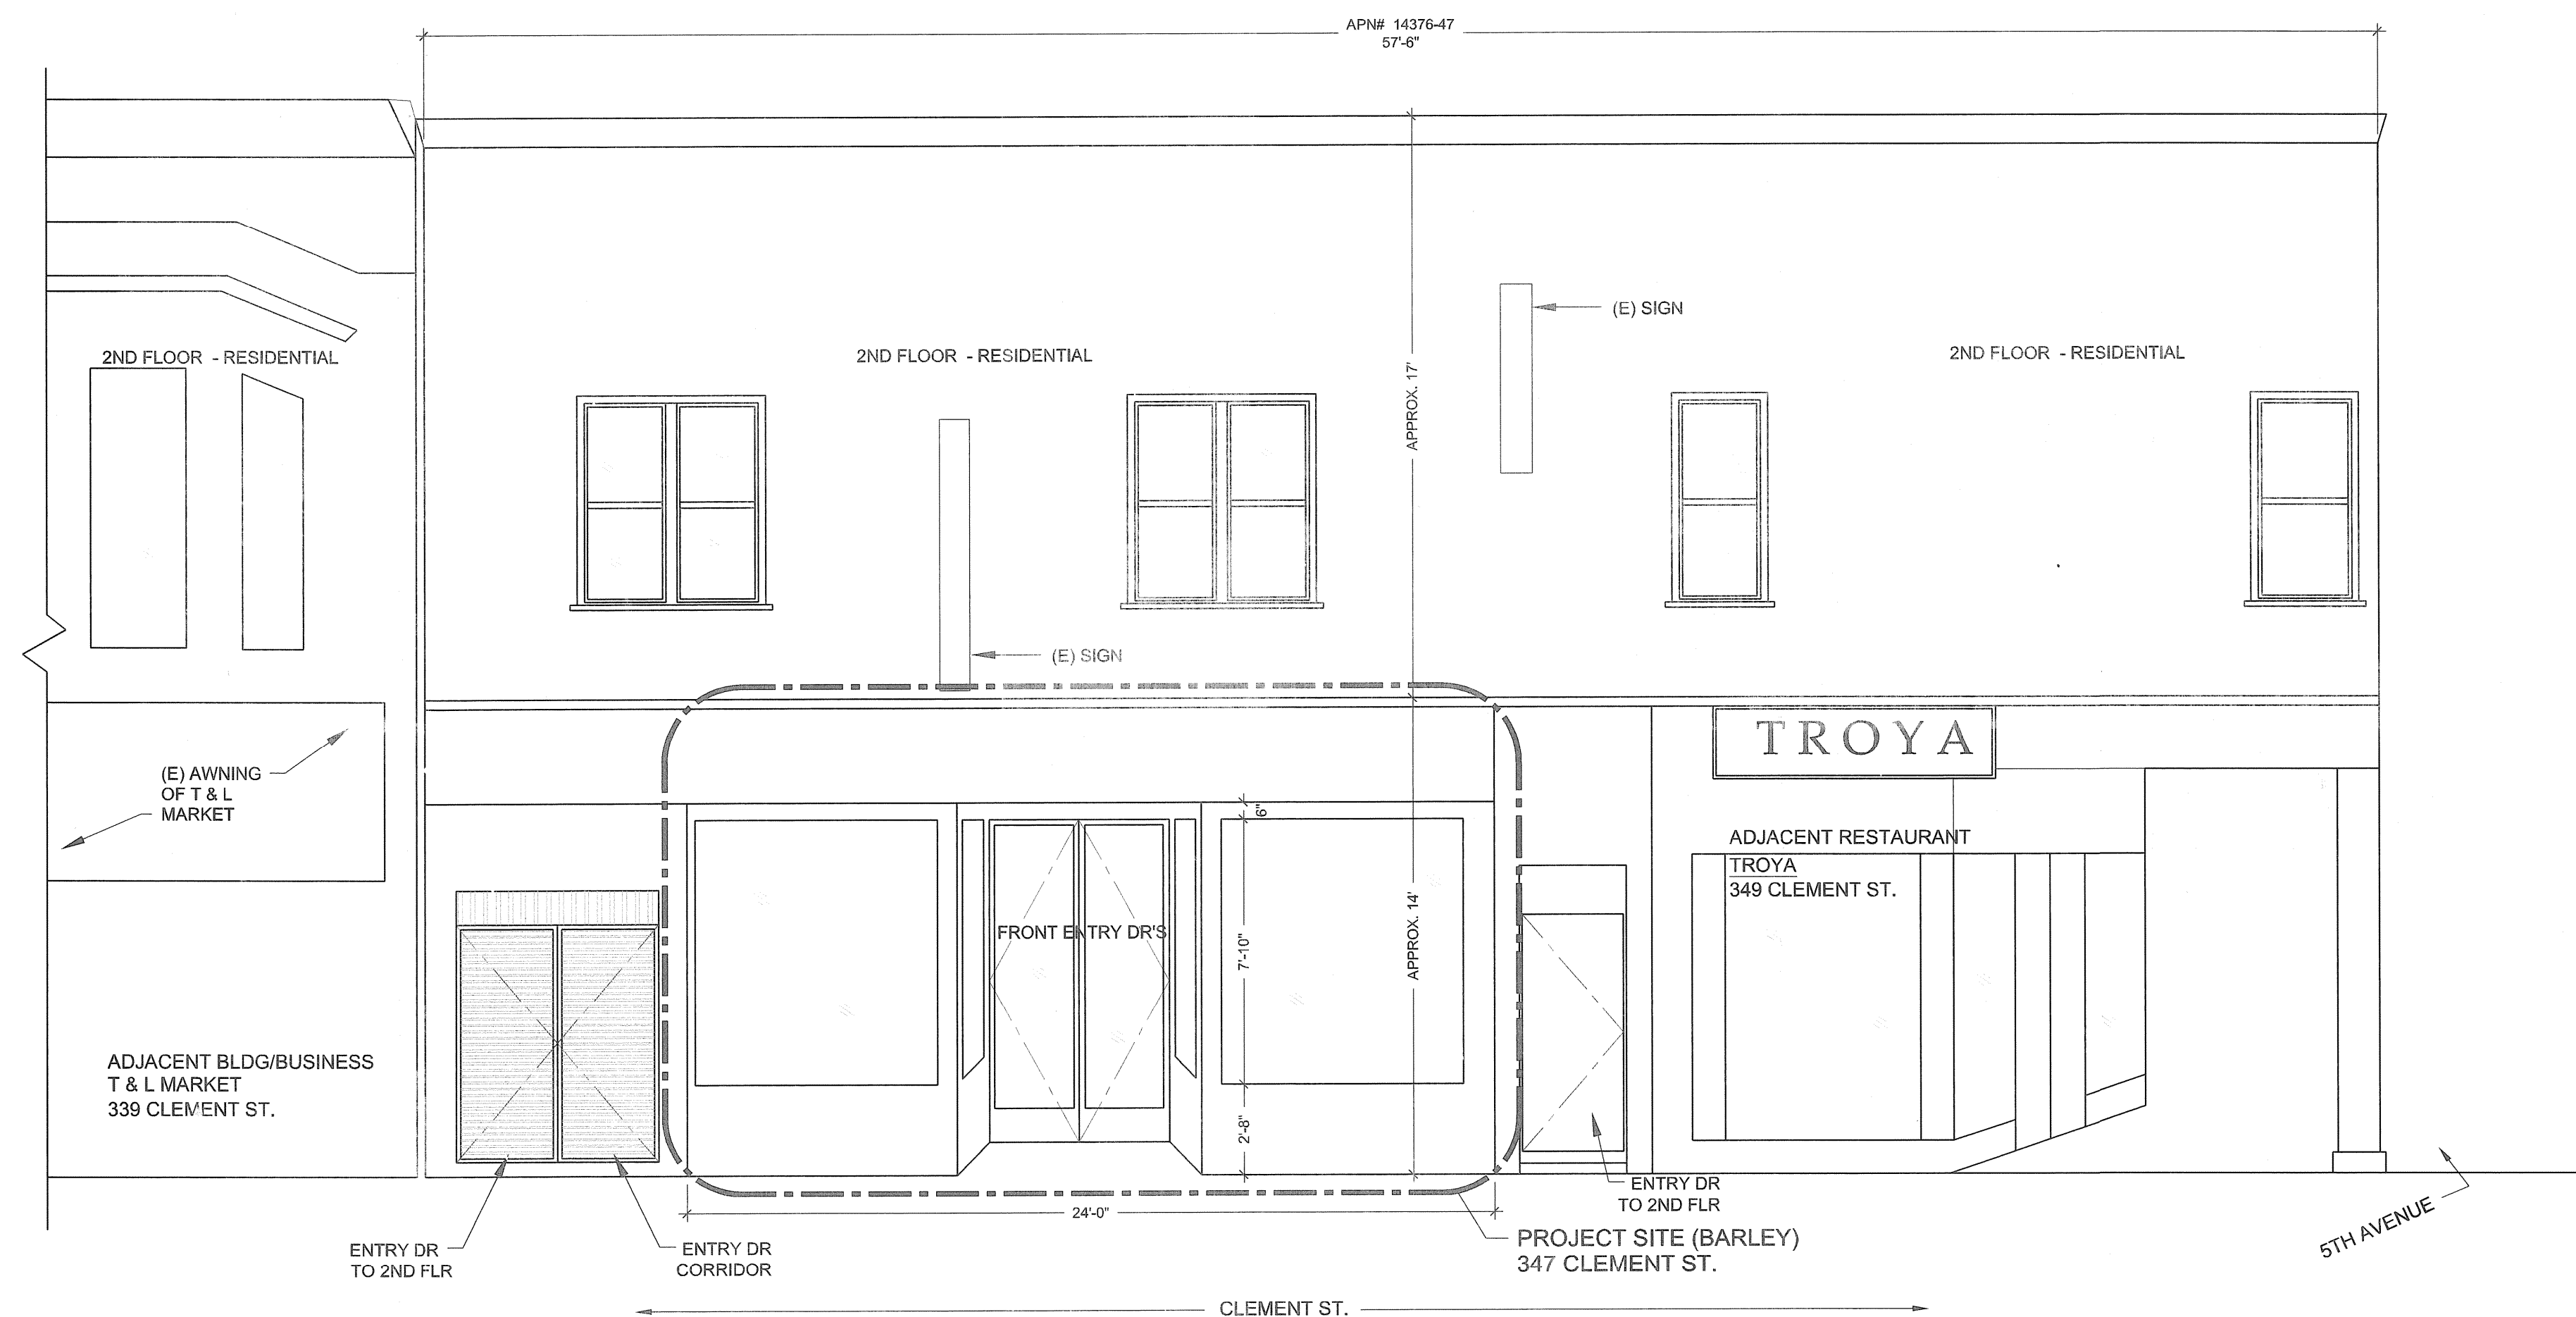 APN# 14376-47
57'-6"
(E) SIGN
2ND FLOOR - RESIDENTIAL
2ND FLOOR - RESIDENTIAL
2ND FLOOR - RESIDENTIAL
APPROX. 17'
(E) SIGN
TROYA
(E) AWNING
OF T & L
MARKET
6"
ADJACENT RESTAURANT
TROYA
349 CLEMENT ST.
FRONT ENTRY DR'S
7'-10"
APPROX. 14'
ADJACENT BLDG/BUSINESS
T & L MARKET
339 CLEMENT ST.
2'-8"
ENTRY DR
TO 2ND FLR
24'-0"
5TH AVENUE
PROJECT SITE (BARLEY)
347 CLEMENT ST.
ENTRY DR
TO 2ND FLR
ENTRY DR
CORRIDOR
CLEMENT ST.